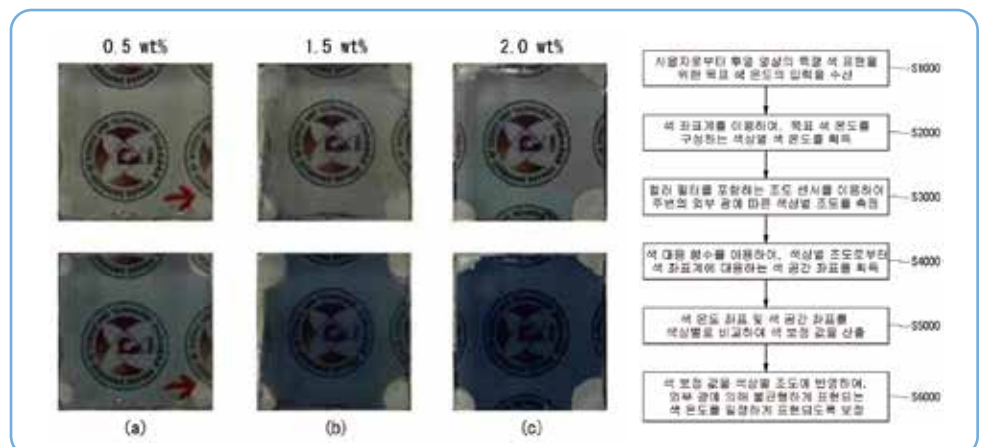 0.5 wt%
1.5 wt%
2.0 wt%
(a)
(b)
(c)
사용자로부터 투명 영상의 특정 색 표현을
위한 목표 색 온도의 입력을 수신
S1000
색 좌표계를 이용하여, 목표 색 온도를
구성하는 색상별 색 온도를 획득
S2000
컬러 필터를 포함하는 조도 센서를 이용하여
주변의 외부 광에 따른 색상별 조도를 측정
S3000
색 대응 함수를 이용하여, 색상별 조도로부터
색 좌표계에 대응하는 색 공간 좌표를 획득
S4000
색 온도 좌표 및 색 공간 좌표를
색상별로 비교하여 색 보정 값을 산출
S5000
색 보정 값을 색상별 조도에 반영하여,
외부 광에 의해 불균형하게 표현되는
색 온도를 일정하게 표현되도록 보정
S6000